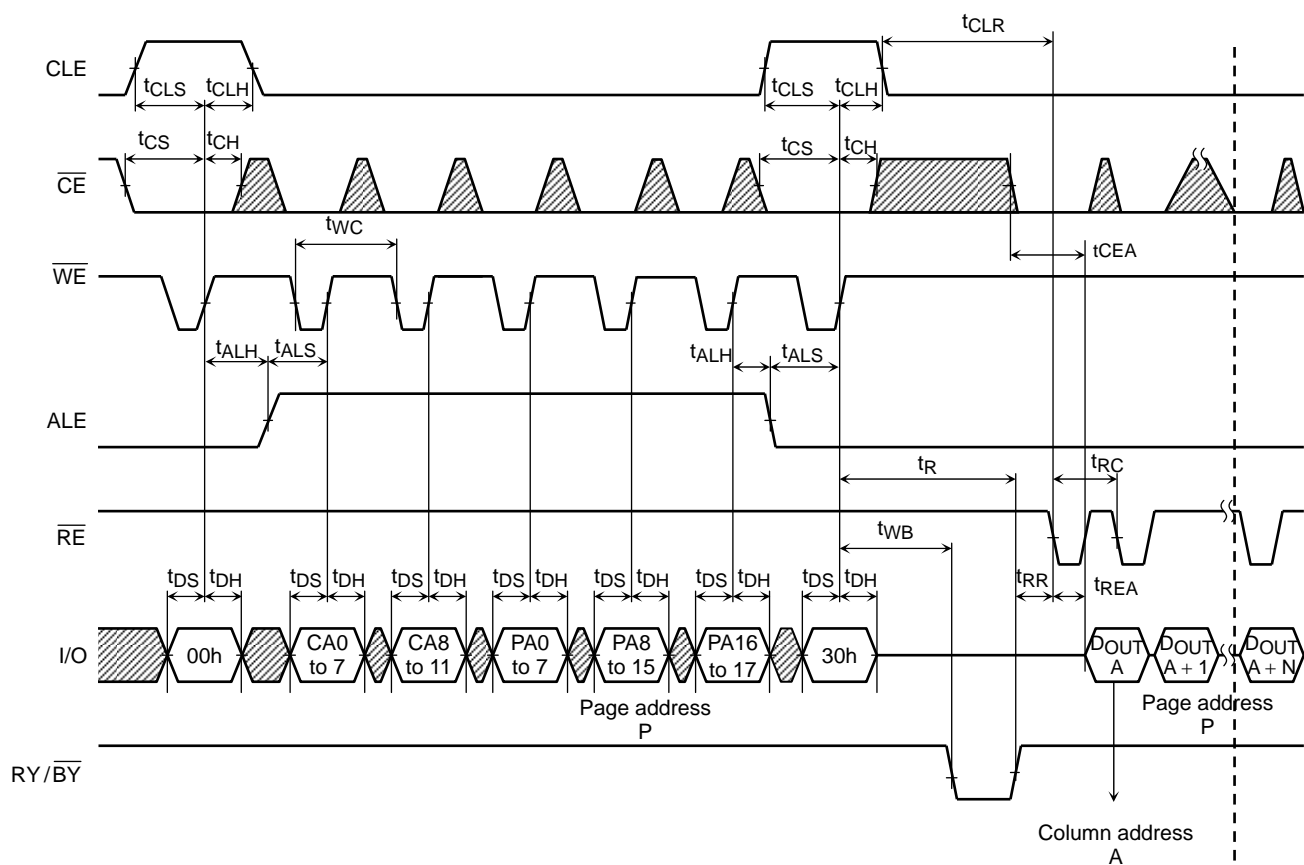 tCLR
CLE
tCLS tCLH tCLS tCLH
tCS tCH tCS tCH
CE
tWC
tCEA
WE
tALH tALS tALH tALS
ALE
tR tRC
RE
tWB
tDS tDH tDS tDH tDS tDH tDS tDH tDS tDH tDS tDH tDS tDH tRR tREA
I/O 00h CA0 to 7 CA8 to 11 PA0 to 7 PA8 to 15 PA16 to 17 30h DOUT A DOUT A + 1 DOUT A + N
Page address P
Page address P
RY/BY
Column address
A